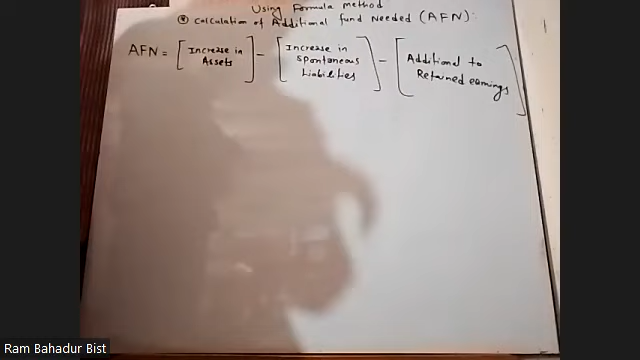 Using Formula method
* Calculation of Additional fund Needed (AFN):
AFN = [Increase in Assets] - [Increase in Spontaneous Liabilities] - [Additional to Retained earnings]
Ram Bahadur Bist